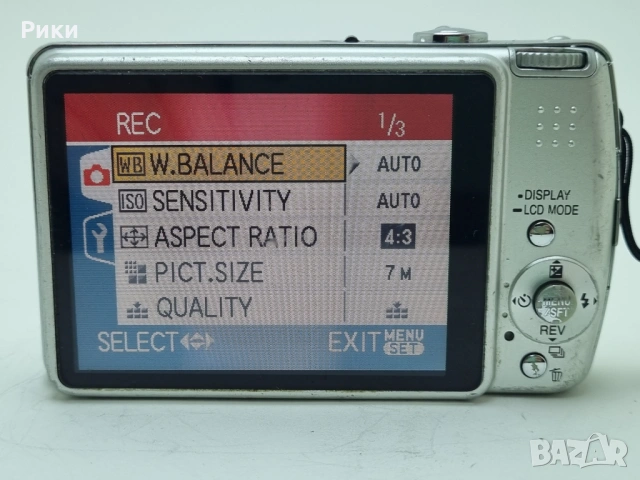 Рики
REC 1/3
WB W.BALANCE AUTO
ISO SENSITIVITY AUTO
ASPECT RATIO 4:3
PICT.SIZE 7 M
QUALITY
SELECT EXIT MENU SET
DISPLAY
LCD MODE
MENU
SET
REV
BAZAR